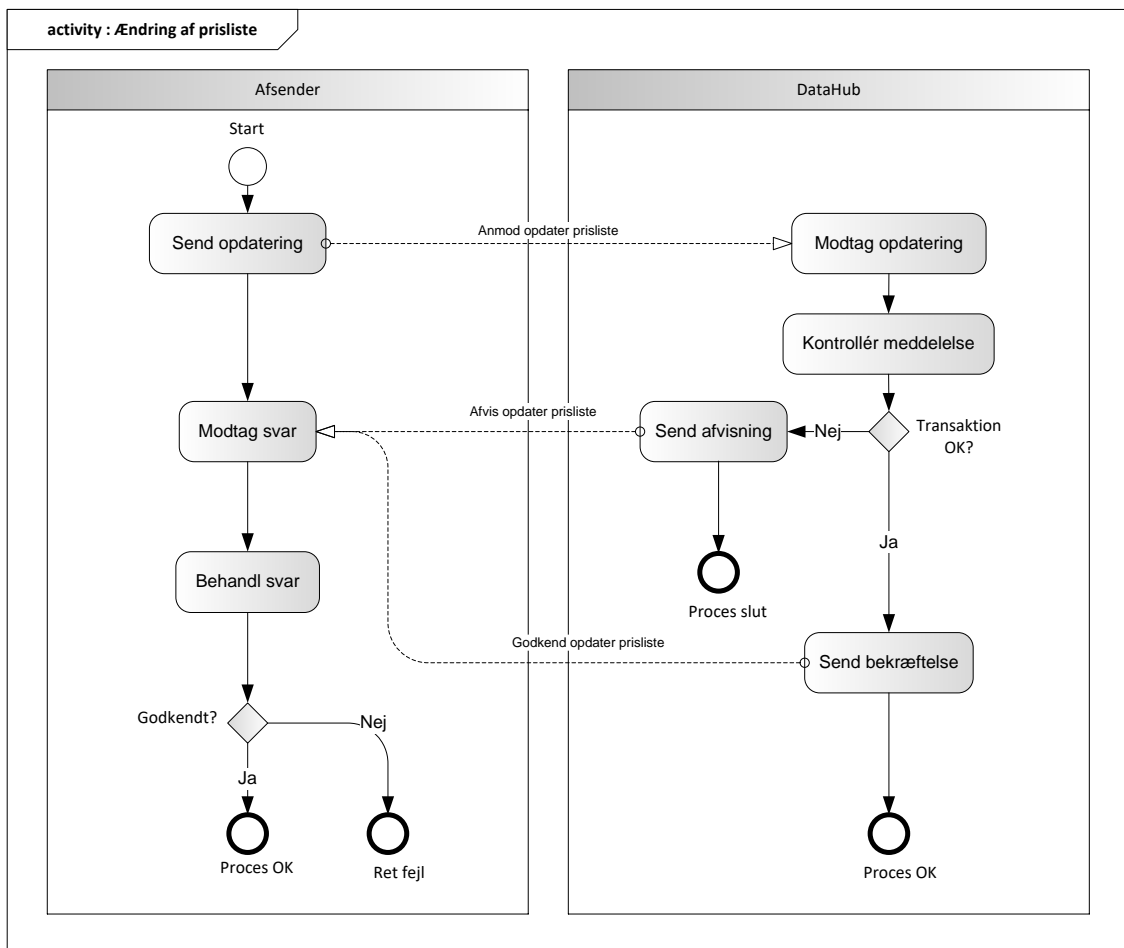 activity : Ændring af prisliste
Afsender
DataHub
Start
Send opdatering
Anmod opdater prisliste
Modtag opdatering
Kontrollér meddelelse
Modtag svar
Afvis opdater prisliste
Send afvisning
Nej
Transaktion
OK?
Ja
Behandl svar
Proces slut
Godkend opdater prisliste
Send bekræftelse
Godkendt?
Nej
Ja
Proces OK
Ret fejl
Proces OK